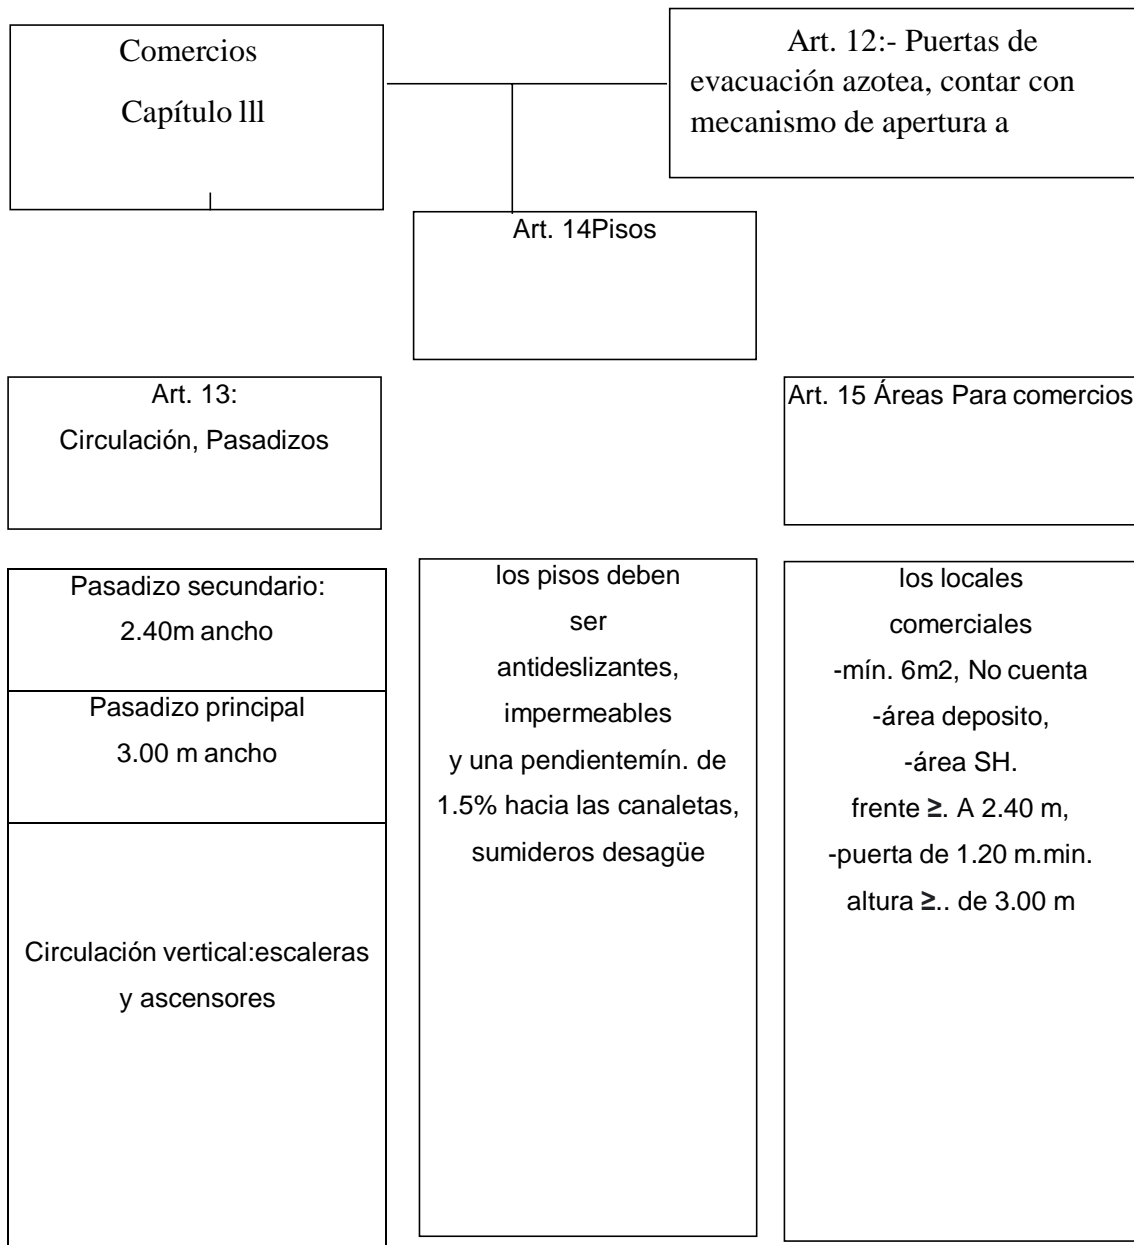 Comercios
Capítulo lll
Art. 12:- Puertas de
evacuación azotea, contar con
mecanismo de apertura a
Art. 14Pisos
Art. 13:
Circulación, Pasadizos
Art. 15 Áreas Para comercios
Pasadizo secundario:
2.40m ancho
Pasadizo principal
3.00 m ancho
Circulación vertical:escaleras
y ascensores
los pisos deben
ser
antideslizantes,
impermeables
y una pendientemín. de
1.5% hacia las canaletas,
sumideros desagüe
los locales
comerciales
-mín. 6m2, No cuenta
-área deposito,
-área SH.
frente ≥. A 2.40 m,
-puerta de 1.20 m.min.
altura ≥.. de 3.00 m